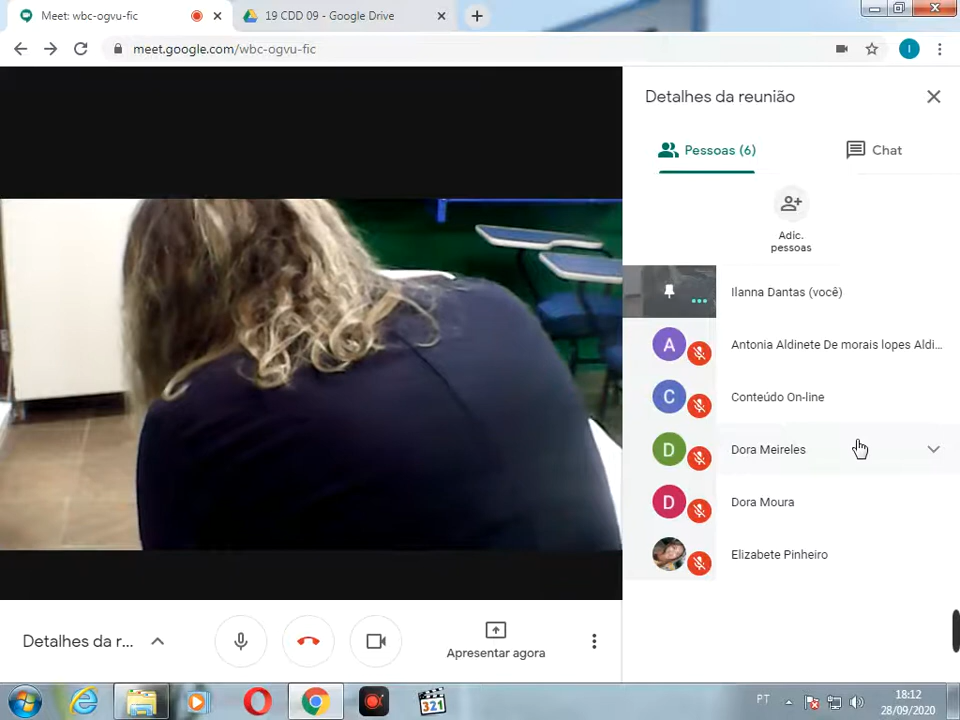 Meet: wbc-ogvu-fic
19 CDD 09 - Google Drive
meet.google.com/wbc-ogvu-fic
I
Detalhes da reunião
Pessoas (6)
Chat
Adic.
pessoas
Ilanna Dantas (você)
A
Antonia Aldinete De morais lopes Aldi...
C
Conteúdo On-line
D
Dora Meireles
D
Dora Moura
Elizabete Pinheiro
Detalhes da r...
Apresentar agora
321
PT
18:12
28/09/2020